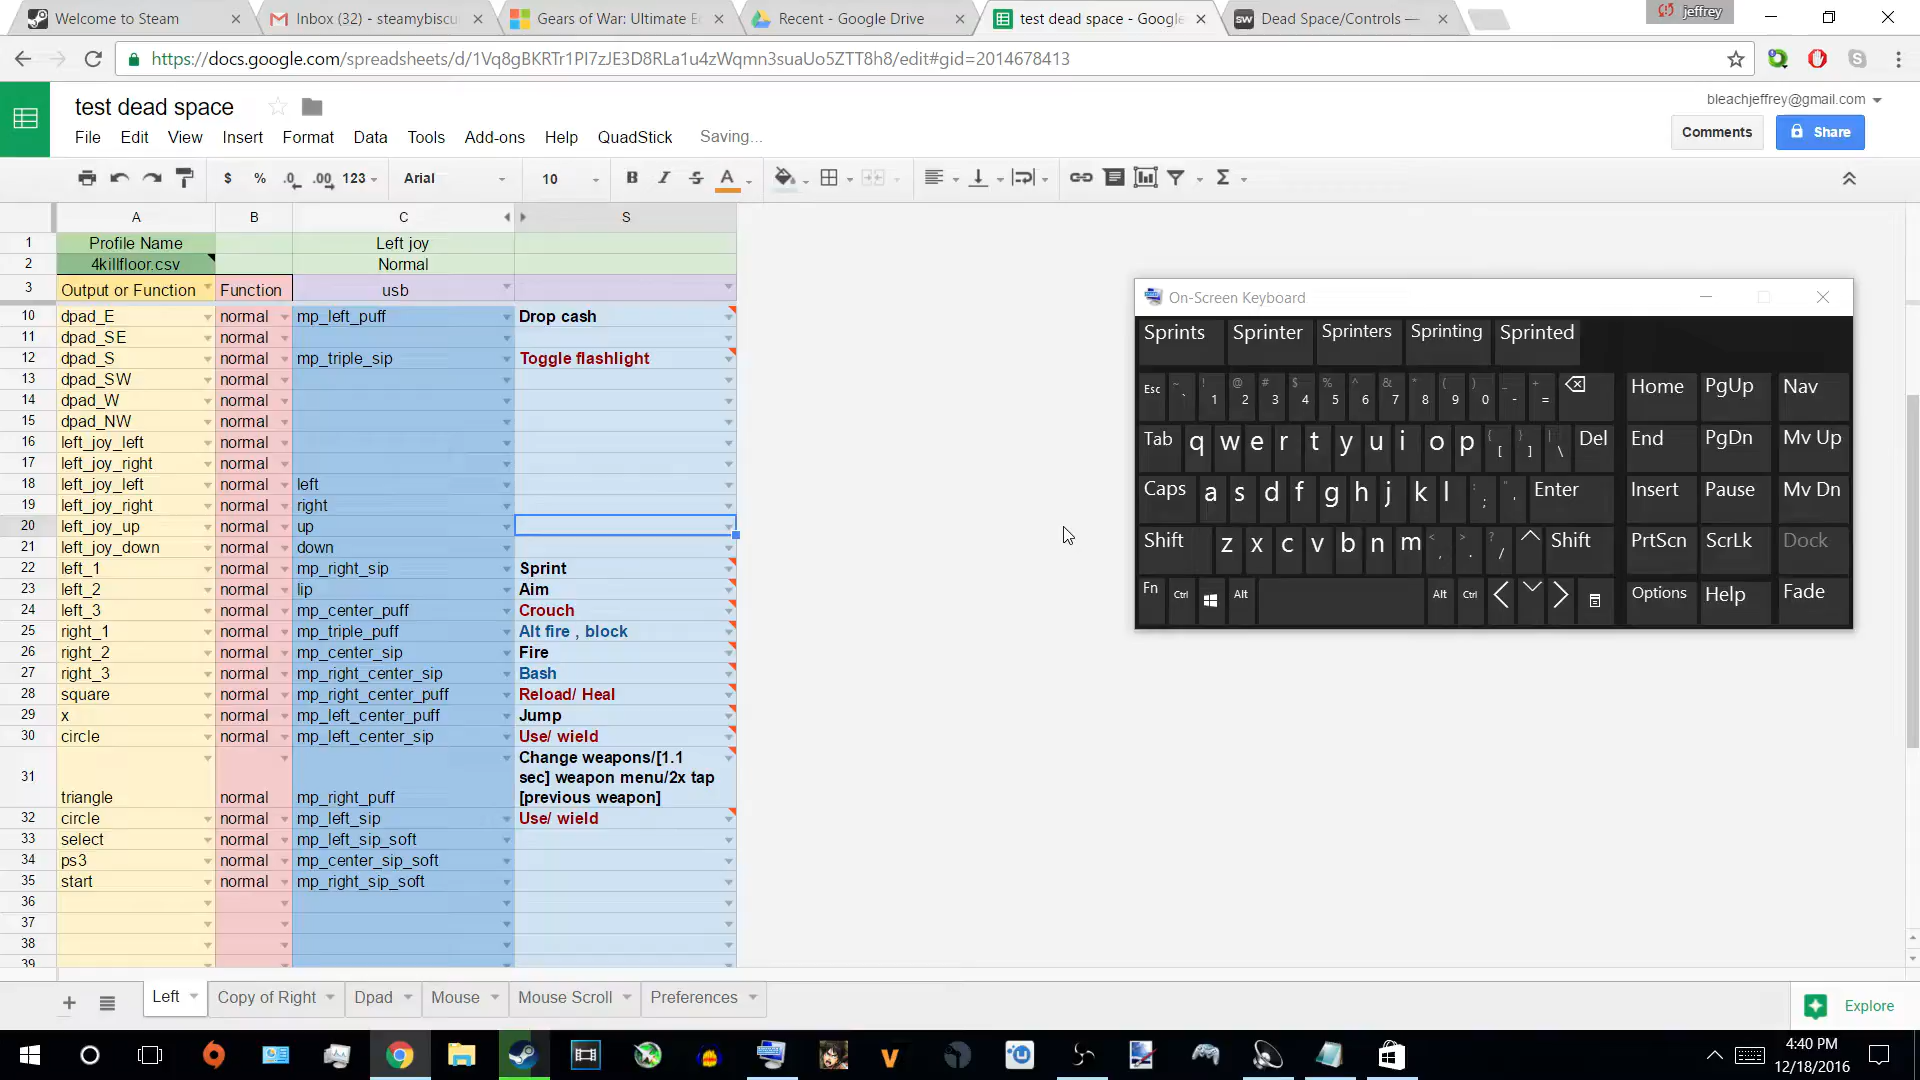 Welcome to Steam
Inbox (32) - steamybiscu
Gears of War: Ultimate E
Recent - Google Drive
test dead space - Google
Dead Space/Controls —
jeffrey
https://docs.google.com/spreadsheets/d/1Vq8gBKRTr1PI7zJE3D8RLa1u4zWqmn3suaUo5ZTT8h8/edit#gid=2014678413
test dead space
bleachjeffrey@gmail.com
File Edit View Insert Format Data Tools Add-ons Help QuadStick Saving...
Comments
Share
$ % .0 .00 123 Arial 10 B I S A
A B C S
1 Profile Name Left joy
2 4killfloor.csv Normal
3 Output or Function Function usb
10 dpad_E normal mp_left_puff Drop cash
11 dpad_SE normal
12 dpad_S normal mp_triple_sip Toggle flashlight
13 dpad_SW normal
14 dpad_W normal
15 dpad_NW normal
16 left_joy_left normal
17 left_joy_right normal
18 left_joy_left normal left
19 left_joy_right normal right
20 left_joy_up normal up
21 left_joy_down normal down
22 left_1 normal mp_right_sip Sprint
23 left_2 normal lip Aim
24 left_3 normal mp_center_puff Crouch
25 right_1 normal mp_triple_puff Alt fire , block
26 right_2 normal mp_center_sip Fire
27 right_3 normal mp_right_center_sip Bash
28 square normal mp_right_center_puff Reload/ Heal
29 x normal mp_left_center_puff Jump
30 circle normal mp_left_center_sip Use/ wield
31 triangle normal mp_right_puff Change weapons/[1.1
sec] weapon menu/2x tap
[previous weapon]
32 circle normal mp_left_sip Use/ wield
33 select normal mp_left_sip_soft
34 ps3 normal mp_center_sip_soft
35 start normal mp_right_sip_soft
36
37
38
39
On-Screen Keyboard
Sprints Sprinter Sprinters Sprinting Sprinted
Esc ~ ` ! 1 @ 2 # 3 $ 4 % 5 ^ 6 & 7 * 8 ( 9 ) 0 _ - + = Home PgUp Nav
Tab q w e r t y u i o p { [ } ] | \ Del End PgDn Mv Up
Caps a s d f g h j k l : ; " ' Enter Insert Pause Mv Dn
Shift z x c v b n m < , > . ? / Shift PrtScn ScrLk Dock
Fn Ctrl Alt Alt Ctrl Options Help Fade
Left Copy of Right Dpad Mouse Mouse Scroll Preferences
Explore
4:40 PM
12/18/2016